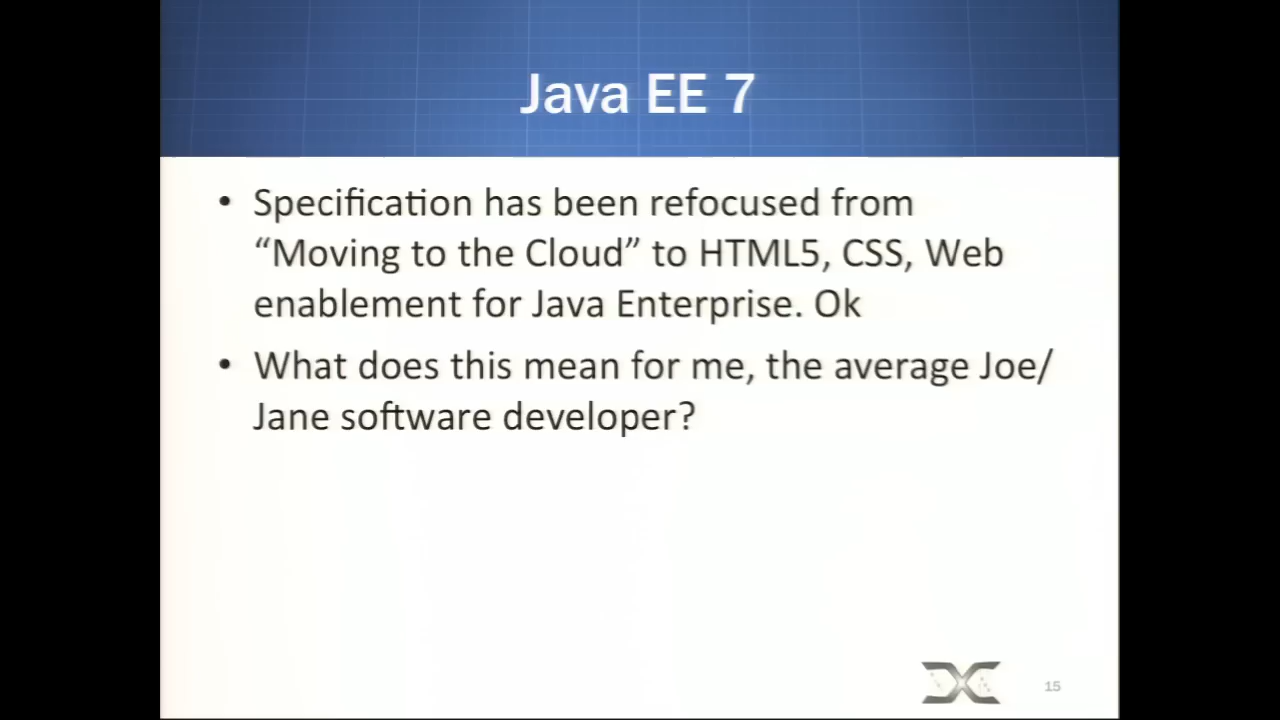 Java EE 7
• Specification has been refocused from
“Moving to the Cloud” to HTML5, CSS, Web
enablement for Java Enterprise. Ok
• What does this mean for me, the average Joe/
Jane software developer?
15